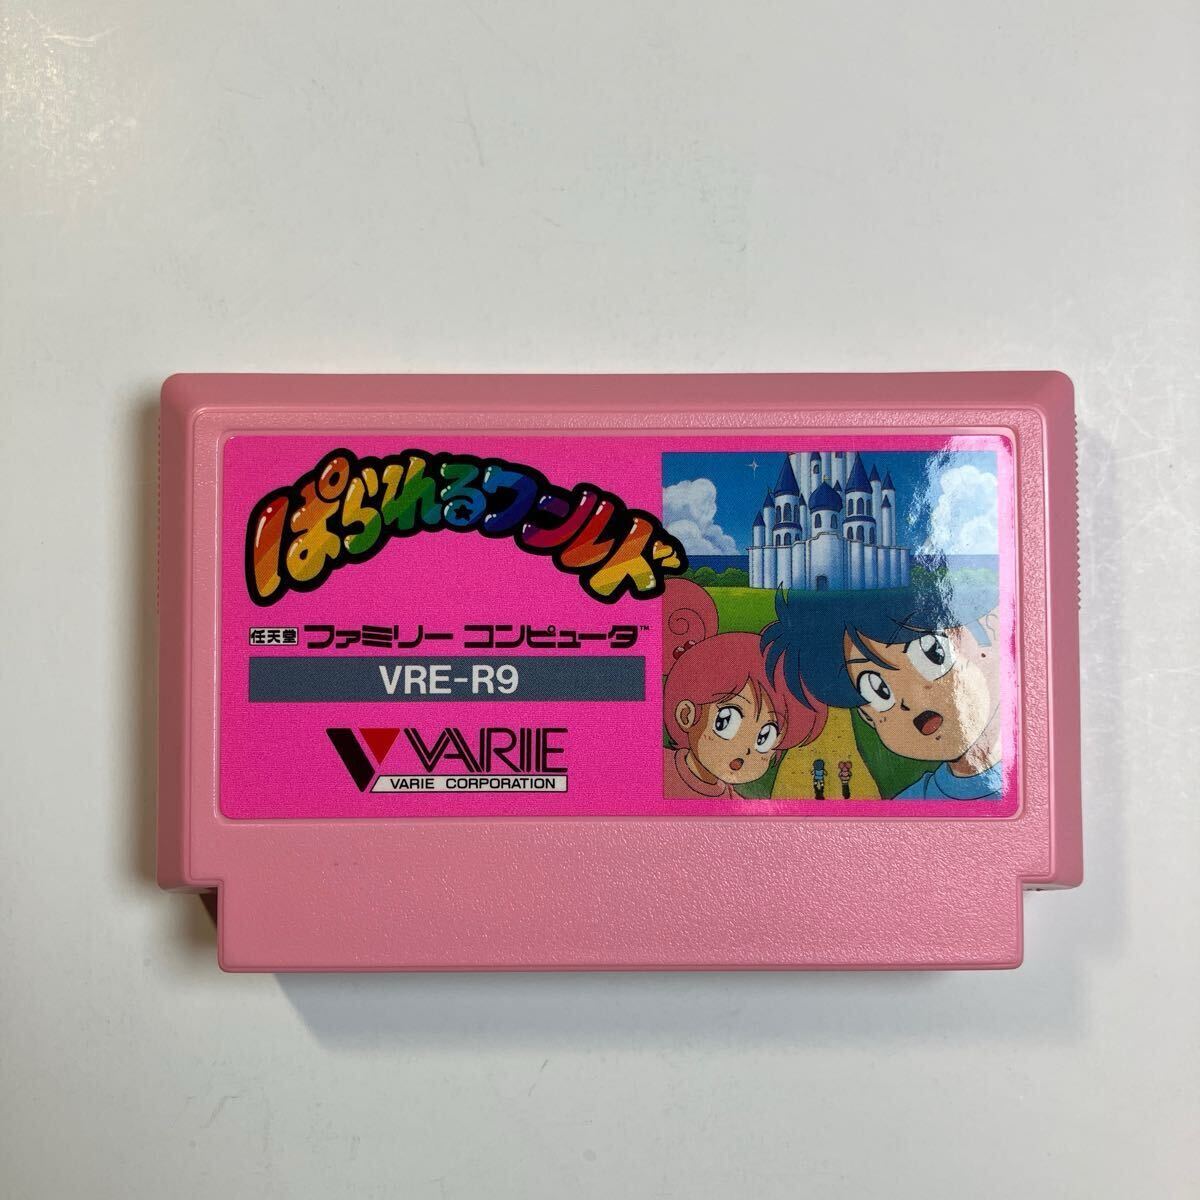 ぱられるワールド
任天堂 ファミリー コンピュータ™
VRE-R9
VARIE
VARIE CORPORATION